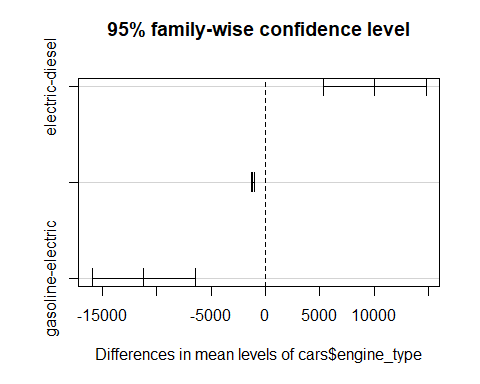 95% family-wise confidence level
electric-diesel
gasoline-electric
-15000 -5000 0 5000 10000
Differences in mean levels of cars$engine_type